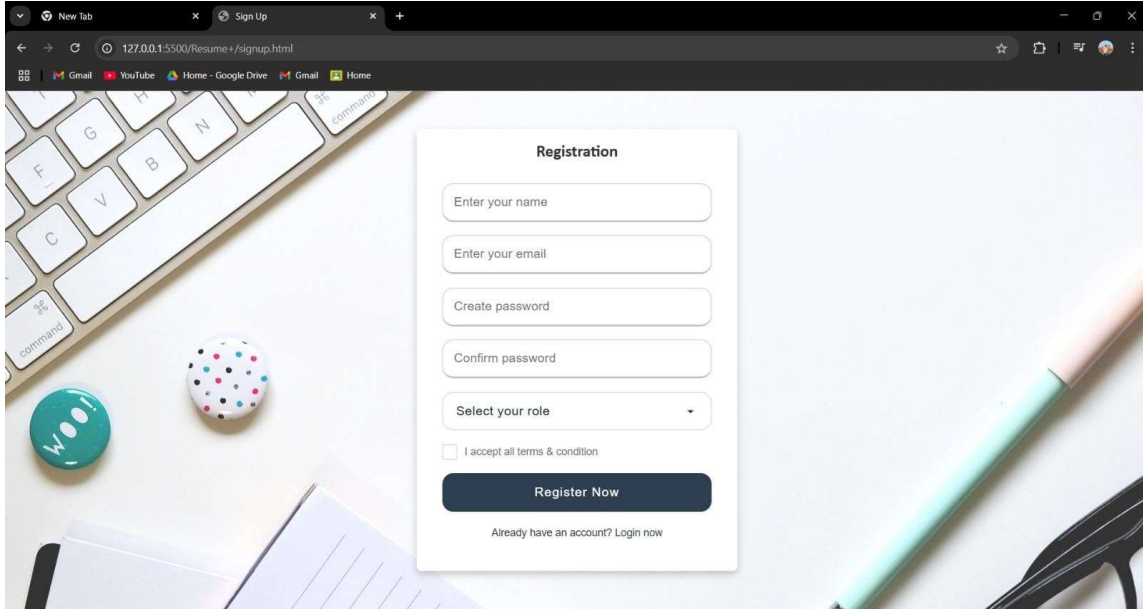 New Tab
Sign Up
127.0.0.1:5500/Resume+/signup.html
Gmail
YouTube
Home - Google Drive
Gmail
Home
G
H
N
F
V
B
C
command
command
WOO!
Registration
Enter your name
Enter your email
Create password
Confirm password
Select your role
I accept all terms & condition
Register Now
Already have an account? Login now